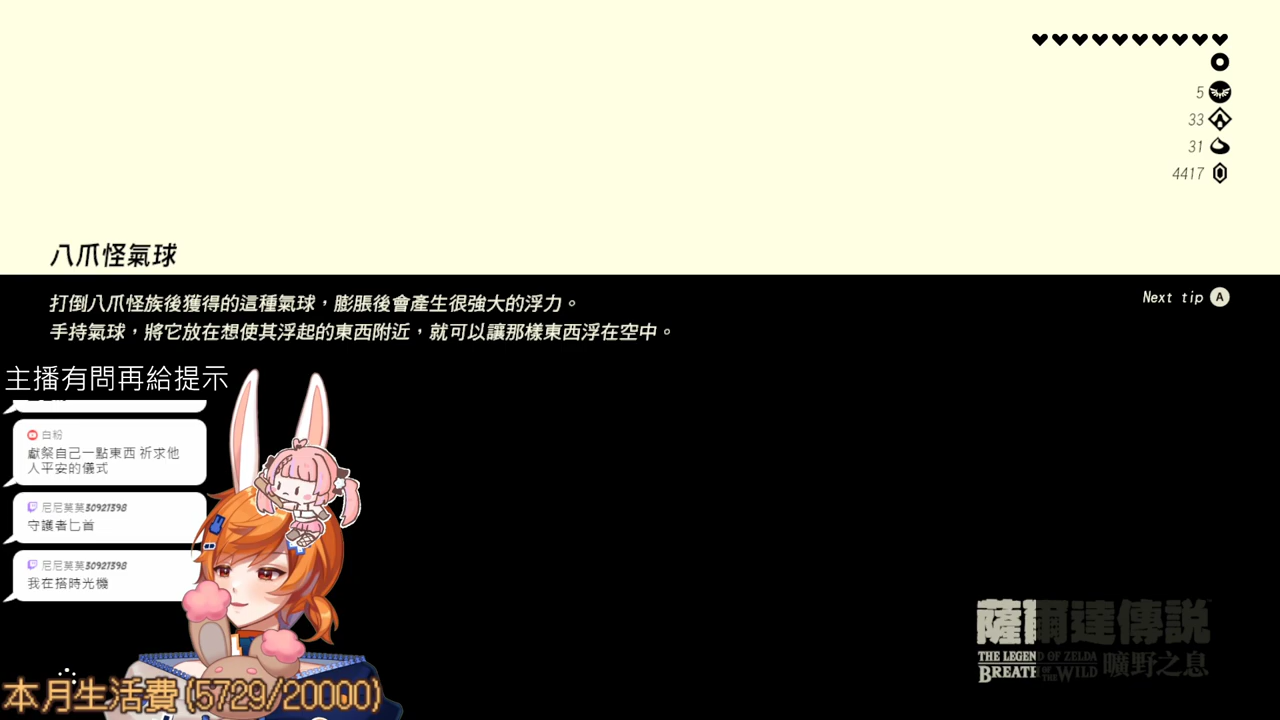 5
33
31
4417
八爪怪氣球
打倒八爪怪族後獲得的這種氣球，膨脹後會產生很強大的浮力。
手持氣球，將它放在想使其浮起的東西附近，就可以讓那樣東西浮在空中。
Next tip A
主播有問再給提示
白粉
獻祭自己一點東西 祈求他
人平安的儀式
尼尼莫莫30921398
守護者匕首
尼尼莫莫30921398
我在搭時光機
薩爾達傳說
THE LEGEND OF ZELDA
BREATH OF THE WILD 曠野之息
本月生活費 (5729/20000)